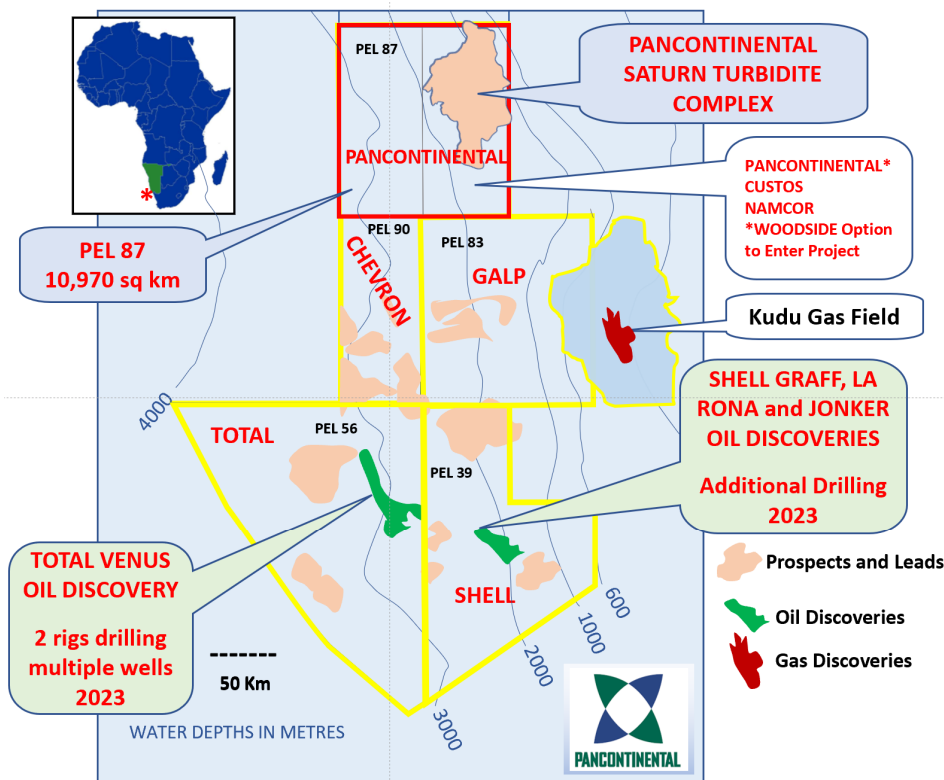 PEL 87
PANCONTINENTAL
SATURN TURBIDITE
COMPLEX
PANCONTINENTAL
PANCONTINENTAL*
CUSTOS
NAMCOR
*WOODSIDE Option
to Enter Project
*
PEL 87
10,970 sq km
PEL 90
CHEVRON
PEL 83
GALP
Kudu Gas Field
4000
SHELL GRAFF, LA
RONA and JONKER
OIL DISCOVERIES
Additional Drilling
2023
TOTAL
PEL 56
PEL 39
TOTAL VENUS
OIL DISCOVERY
2 rigs drilling
multiple wells
2023
SHELL
Prospects and Leads
Oil Discoveries
Gas Discoveries
600
1000
2000
3000
50 Km
WATER DEPTHS IN METRES
PANCONTINENTAL